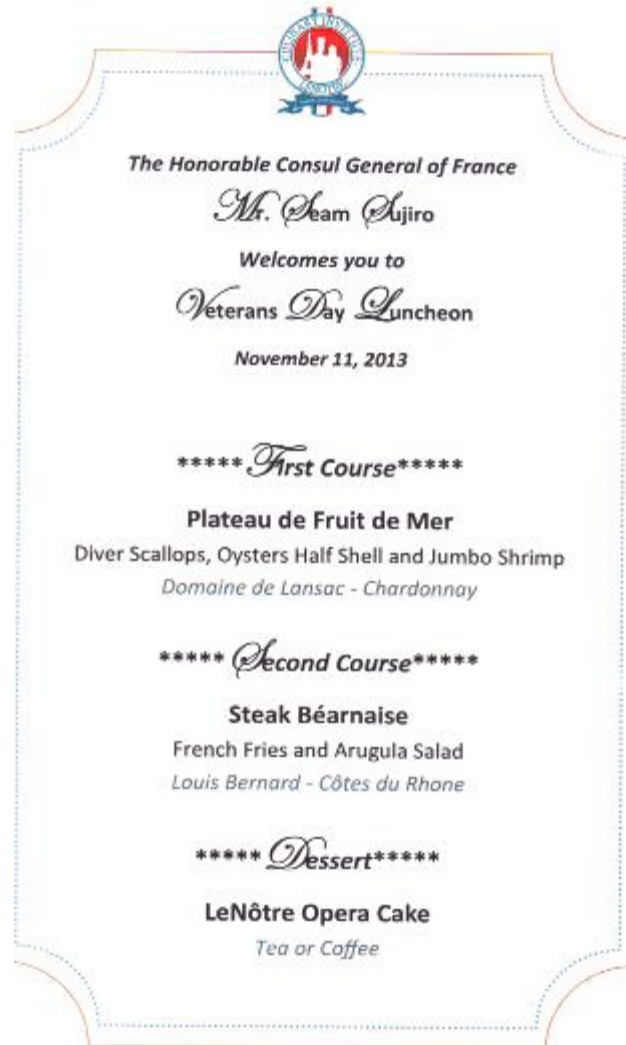 CULINARY INSTITUTE
LENOTRE
The Honorable Consul General of France
Mr. Seam Sujiro
Welcomes you to
Veterans Day Luncheon
November 11, 2013
*****First Course*****
Plateau de Fruit de Mer
Diver Scallops, Oysters Half Shell and Jumbo Shrimp
Domaine de Lansac - Chardonnay
***** Second Course*****
Steak Béarnaise
French Fries and Arugula Salad
Louis Bernard - Côtes du Rhone
***** Dessert*****
LeNôtre Opera Cake
Tea or Coffee